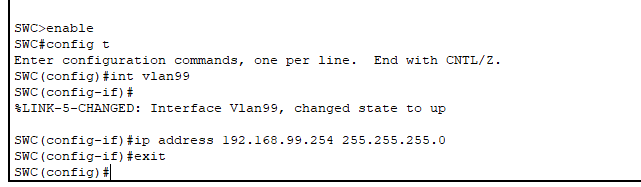 SWC>enable
SWC#config t
Enter configuration commands, one per line.  End with CNTL/Z.
SWC(config)#int vlan99
SWC(config-if)#
%LINK-5-CHANGED: Interface Vlan99, changed state to up
SWC(config-if)#ip address 192.168.99.254 255.255.255.0
SWC(config-if)#exit
SWC(config)#